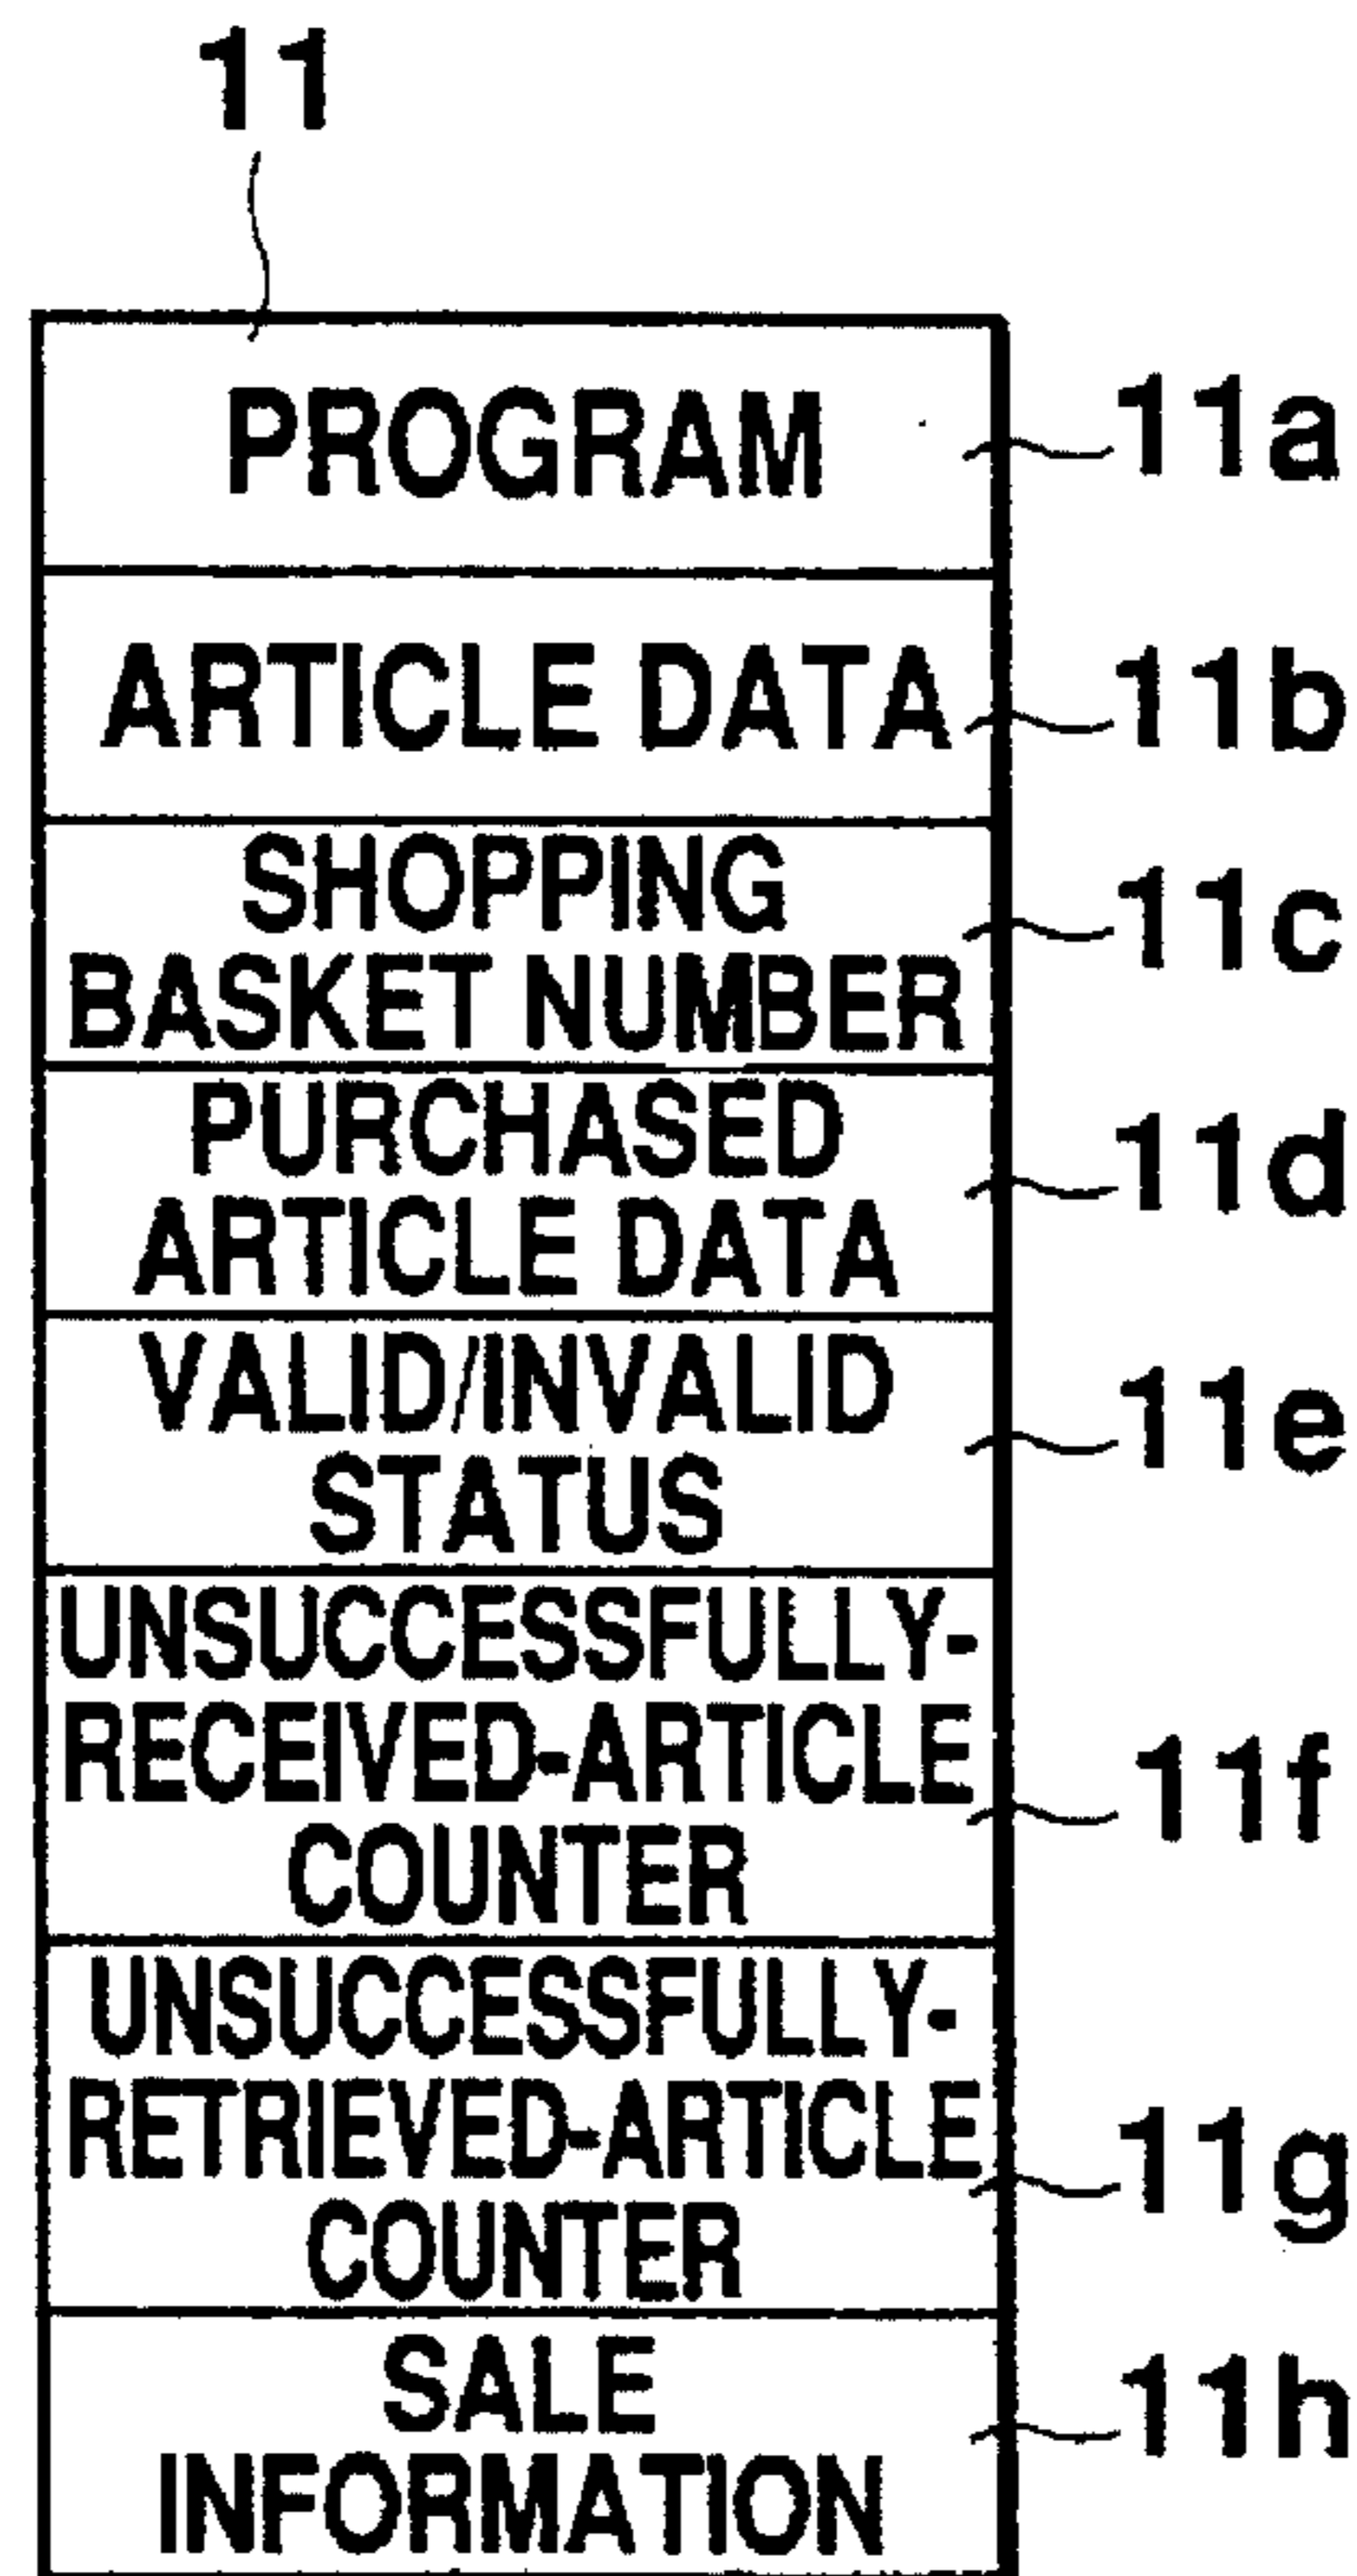 11
PROGRAM 11a
ARTICLE DATA 11b
SHOPPING 11c
BASKET NUMBER
PURCHASED 11d
ARTICLE DATA
VALID/INVALID 11e
STATUS
UNSUCCESSFULLY-
RECEIVED-ARTICLE 11f
COUNTER
UNSUCCESSFULLY-
RETRIEVED-ARTICLE 11g
COUNTER
SALE 11h
INFORMATION